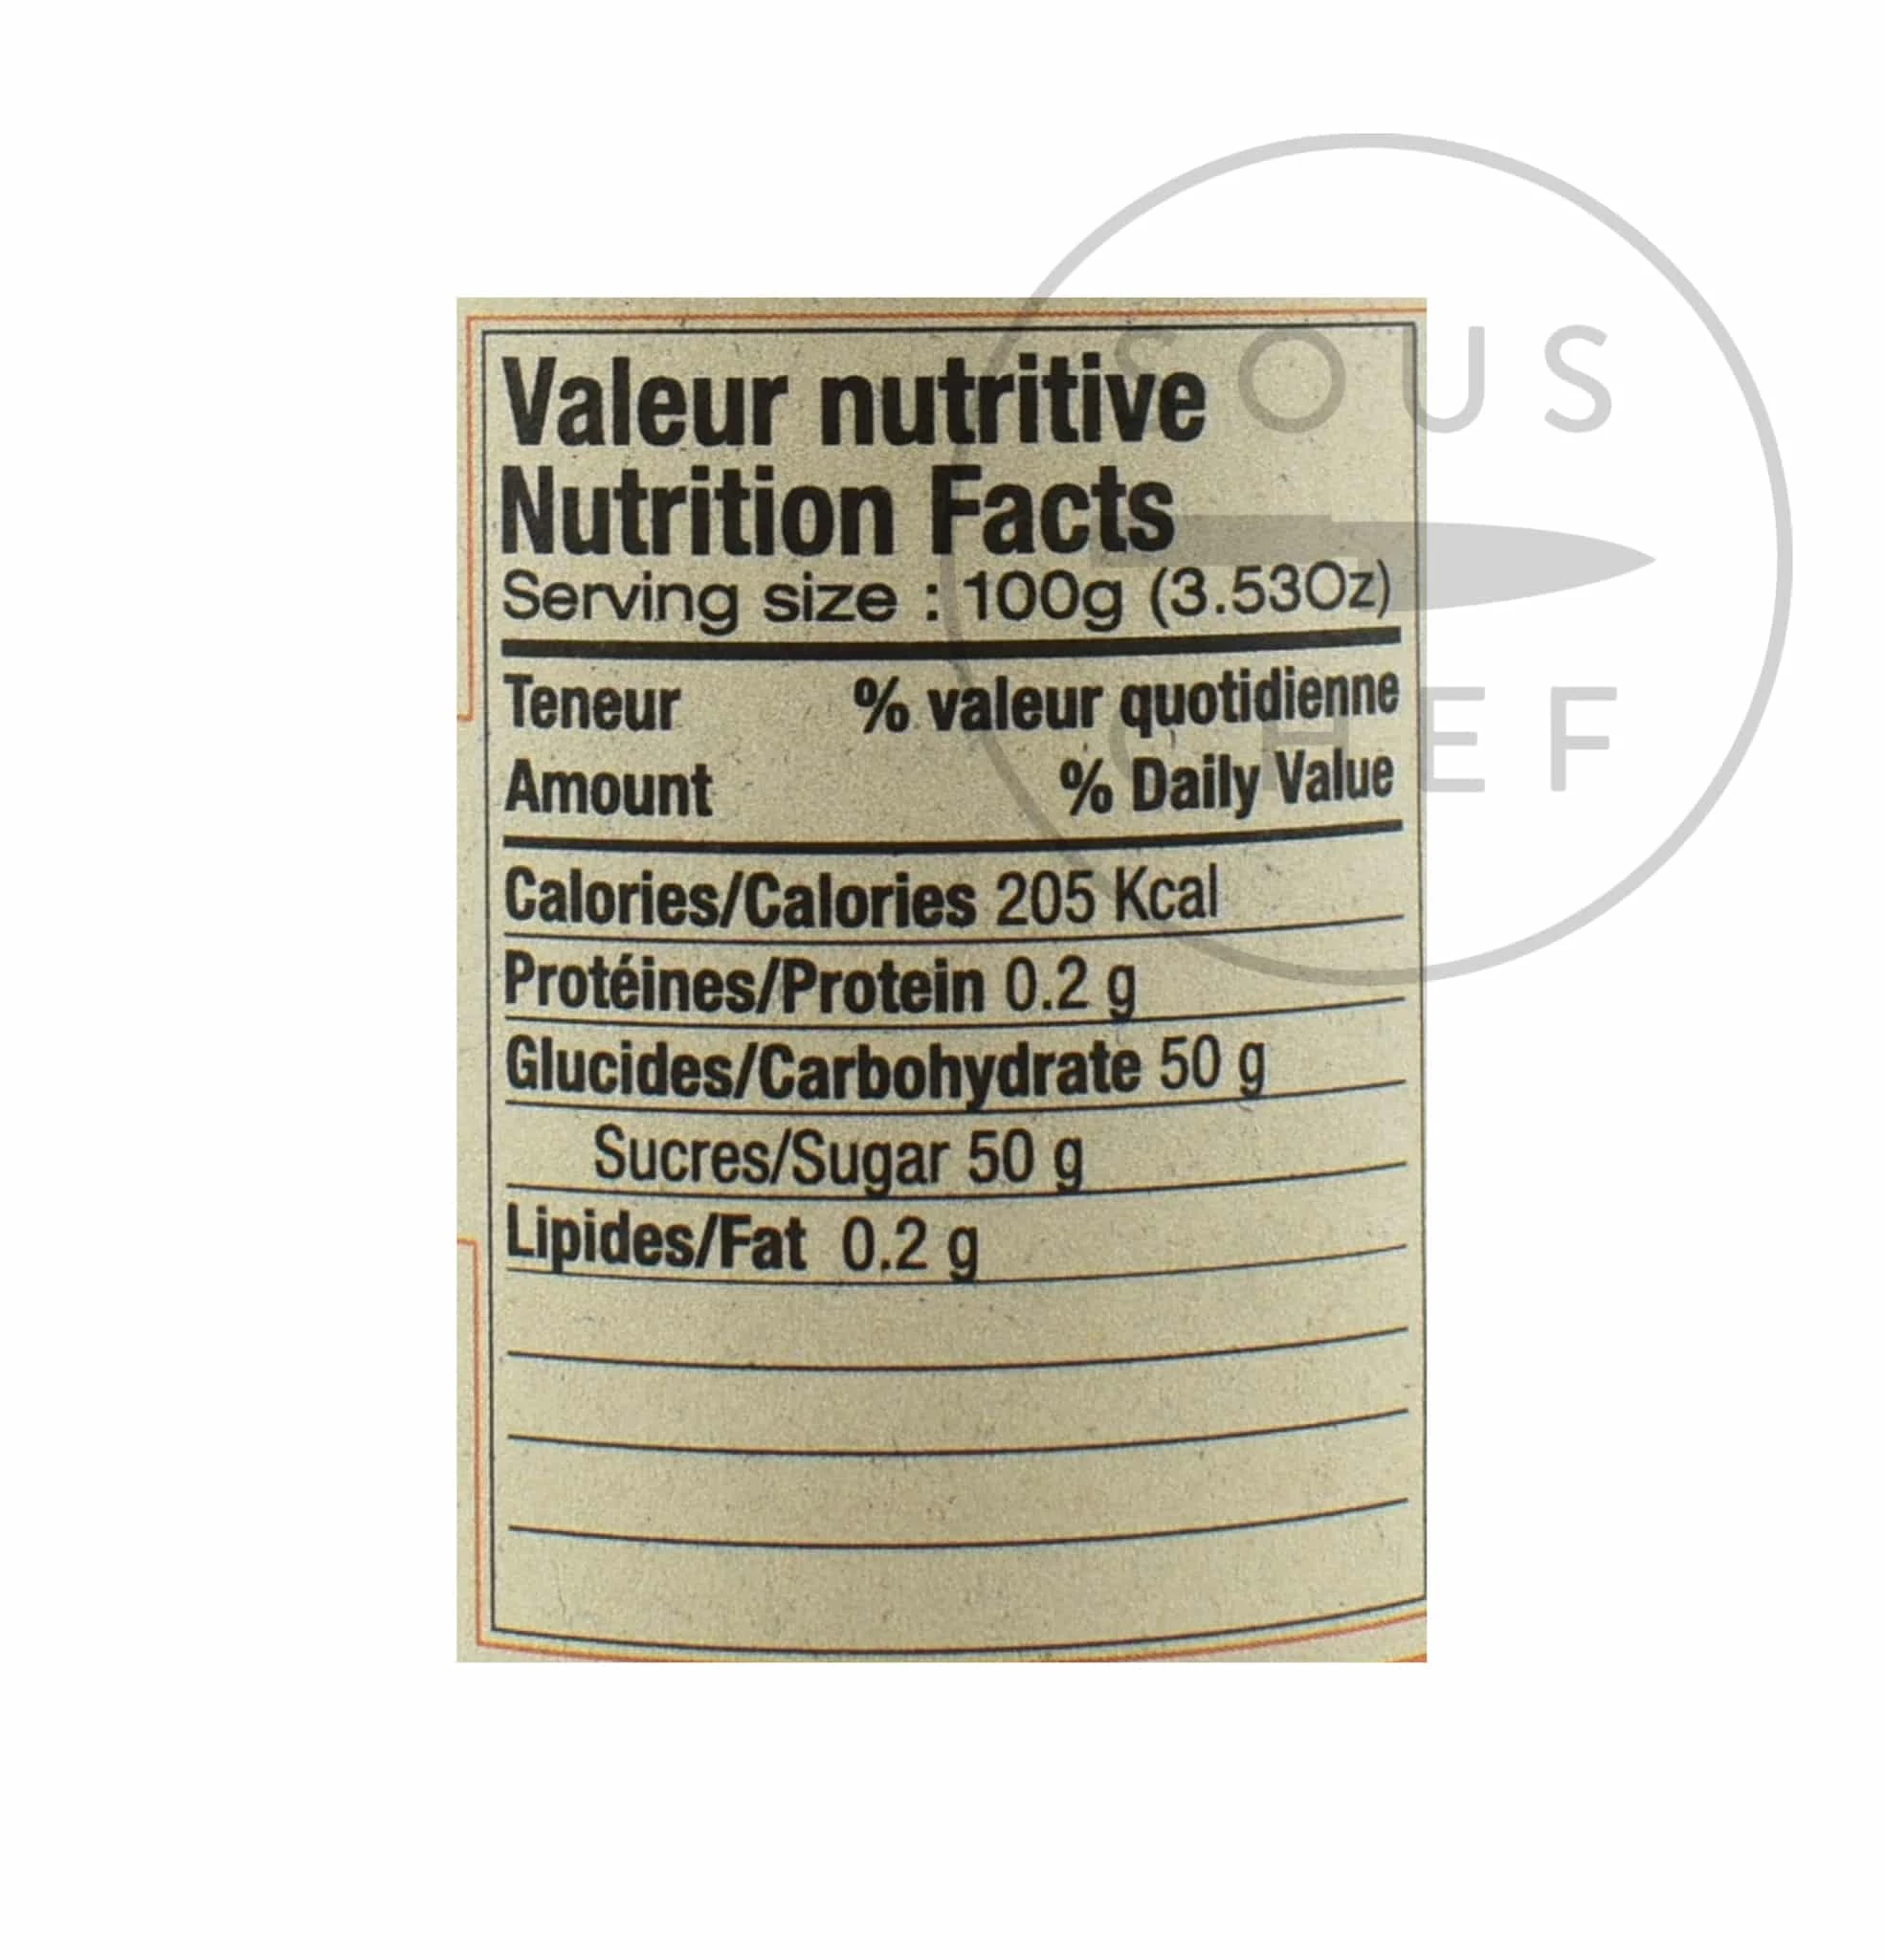 Valeur nutritive
Nutrition Facts
Serving size : 100g (3.53Oz)
Teneur % valeur quotidienne
Amount % Daily Value
Calories/Calories 205 Kcal
Protéines/Protein 0.2 g
Glucides/Carbohydrate 50 g
Sucres/Sugar 50 g
Lipides/Fat 0.2 g
SOUS
CHEF